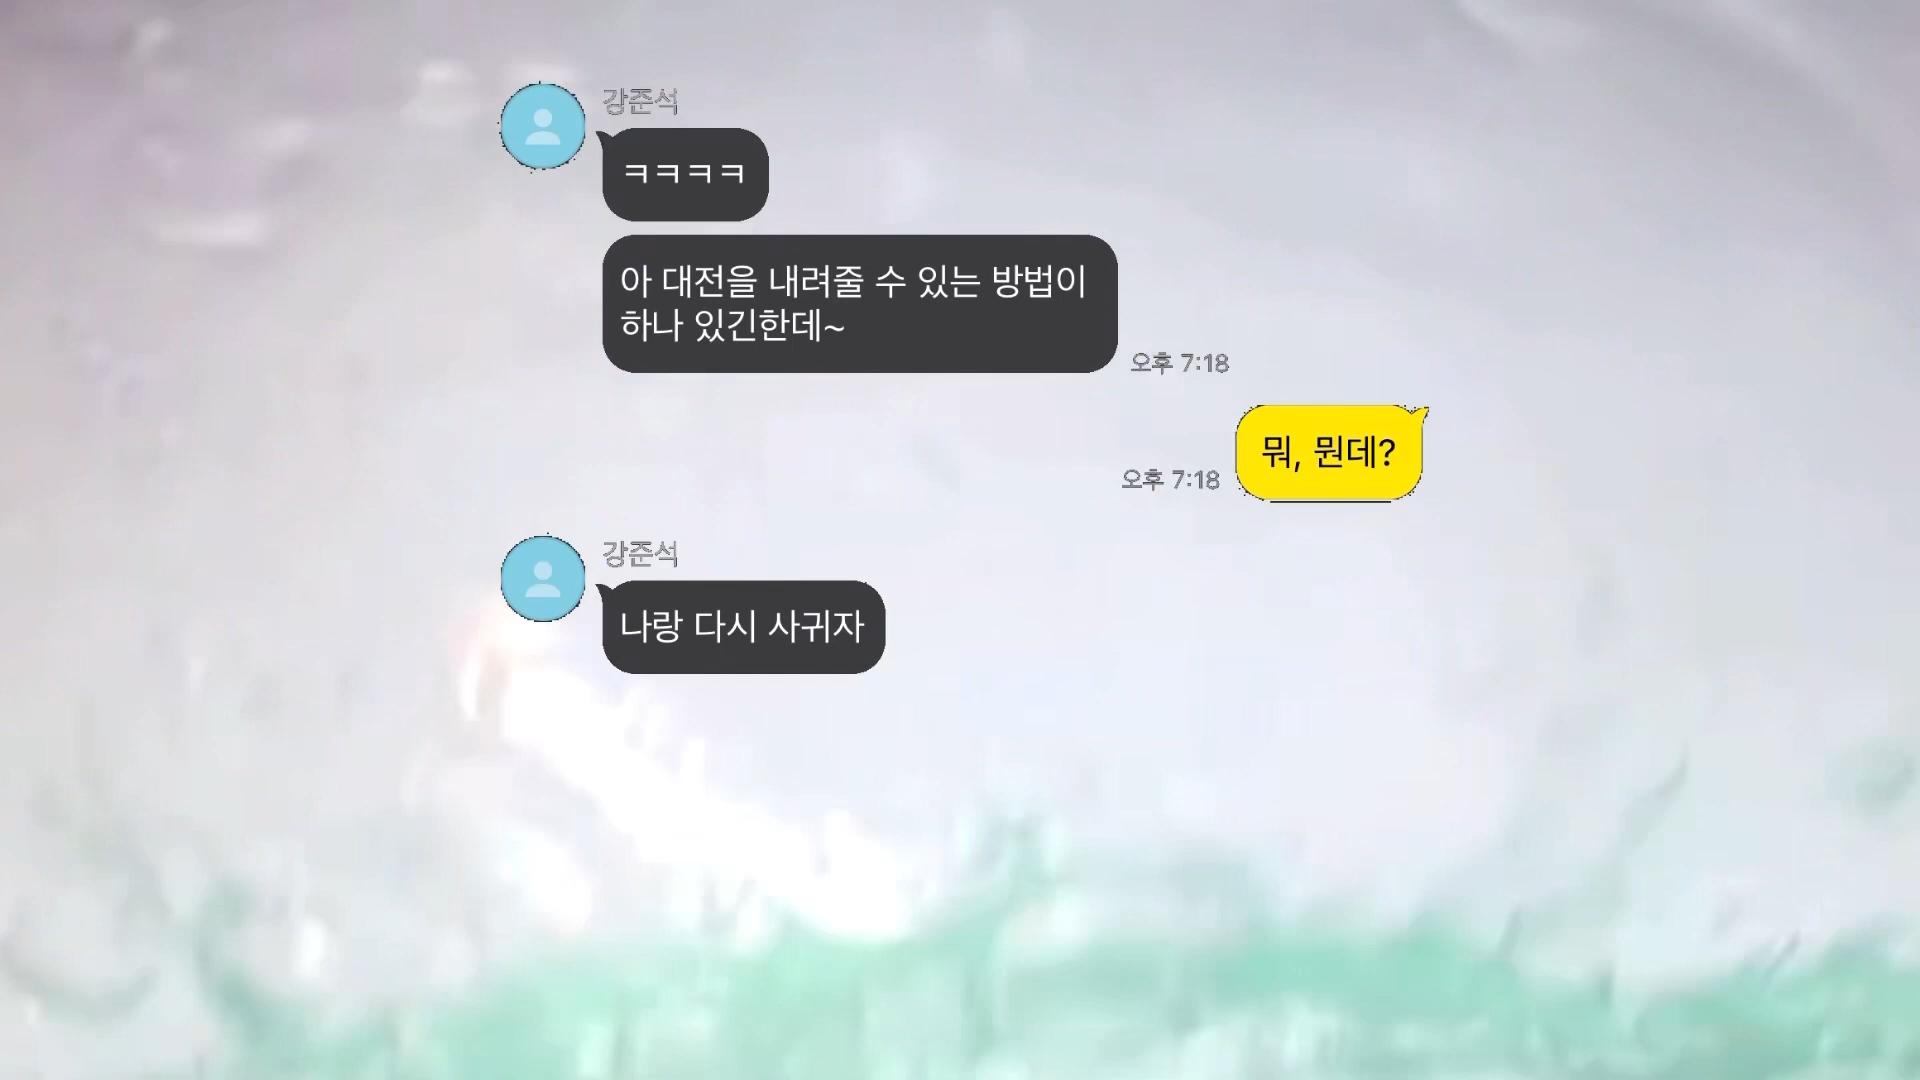 강준석
ㅋㅋㅋㅋ
아 대전을 내려줄 수 있는 방법이
하나 있긴한데~
오후 7:18
뭐, 뭔데?
오후 7:18
강준석
나랑 다시 사귀자